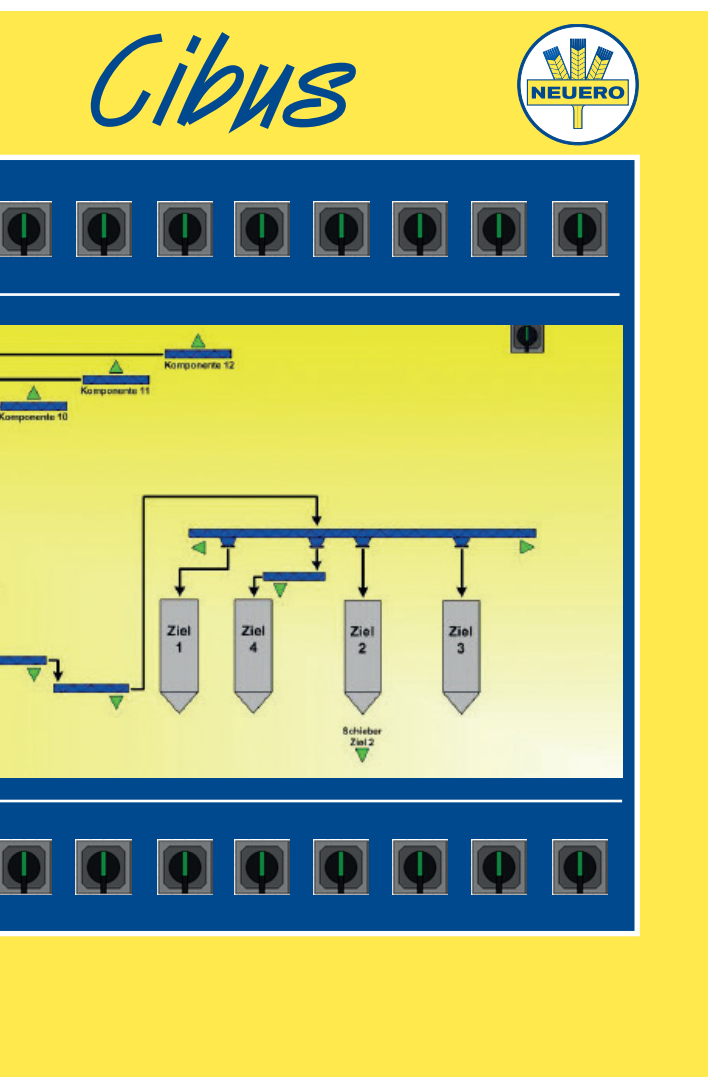 Cibus
NEUERO
Komponente 12
Komponente 11
Komponente 10
Ziel
1
Ziel
4
Ziel
2
Ziel
3
Schieber
Ziel 2